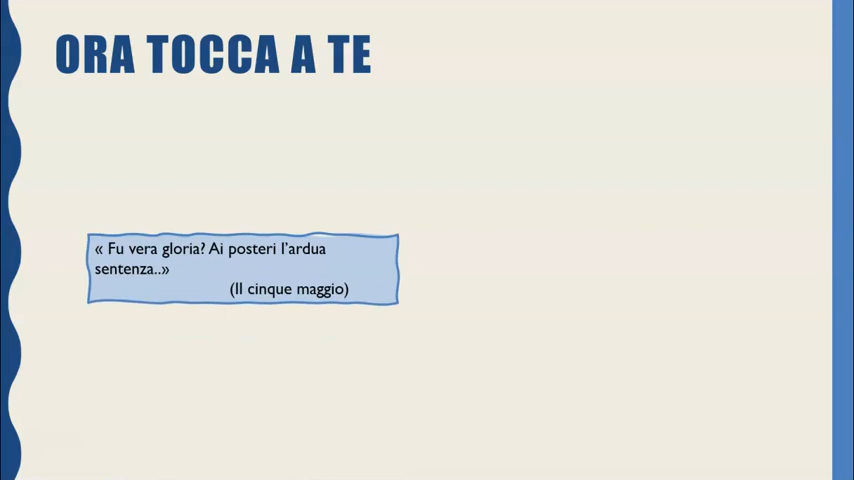 ORA TOCCA A TE
« Fu vera gloria? Ai posteri l'ardua
sentenza..»
(Il cinque maggio)